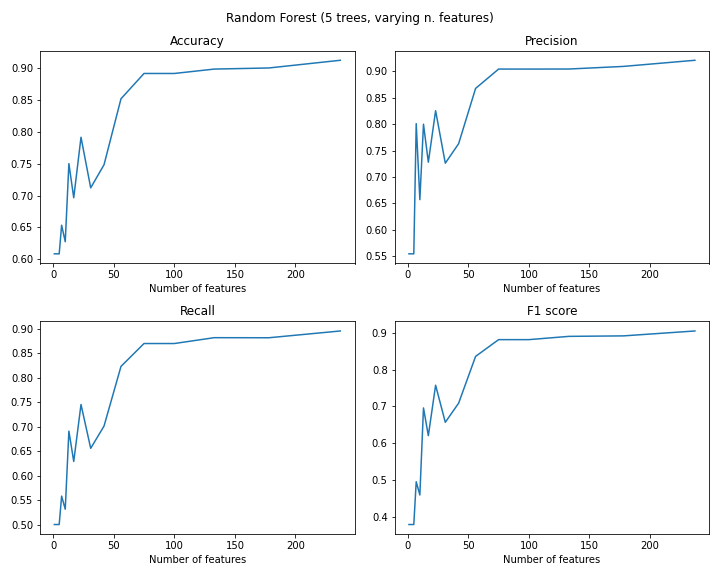 Random Forest (5 trees, varying n. features)
Accuracy
0.90
0.85
0.80
0.75
0.70
0.65
0.60
0 50 100 150 200
Number of features
Precision
0.90
0.85
0.80
0.75
0.70
0.65
0.60
0.55
0 50 100 150 200
Number of features
Recall
0.90
0.85
0.80
0.75
0.70
0.65
0.60
0.55
0.50
0 50 100 150 200
Number of features
F1 score
0.9
0.8
0.7
0.6
0.5
0.4
0 50 100 150 200
Number of features